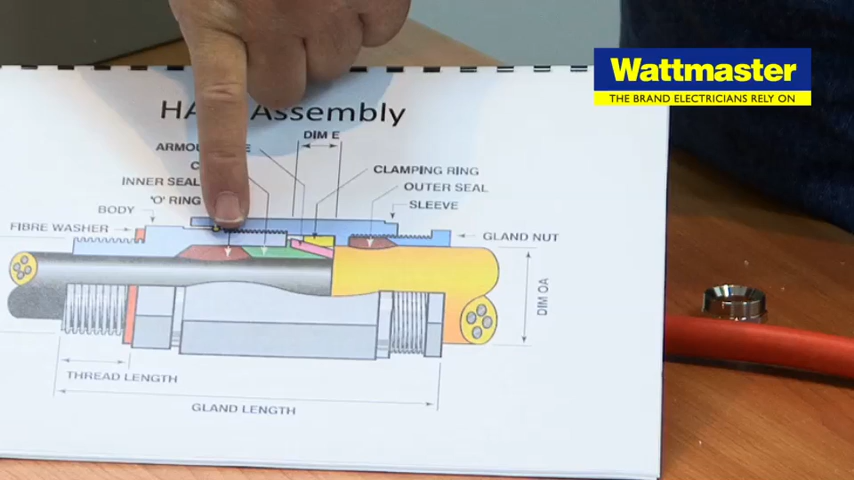 Wattmaster
THE BRAND ELECTRICIANS RELY ON
Assembly
DIM E
CLAMPING RING
INNER SEAL
OUTER SEAL
'O' RING
SLEEVE
BODY
FIBRE WASHER
GLAND NUT
DIM OA
THREAD LENGTH
GLAND LENGTH